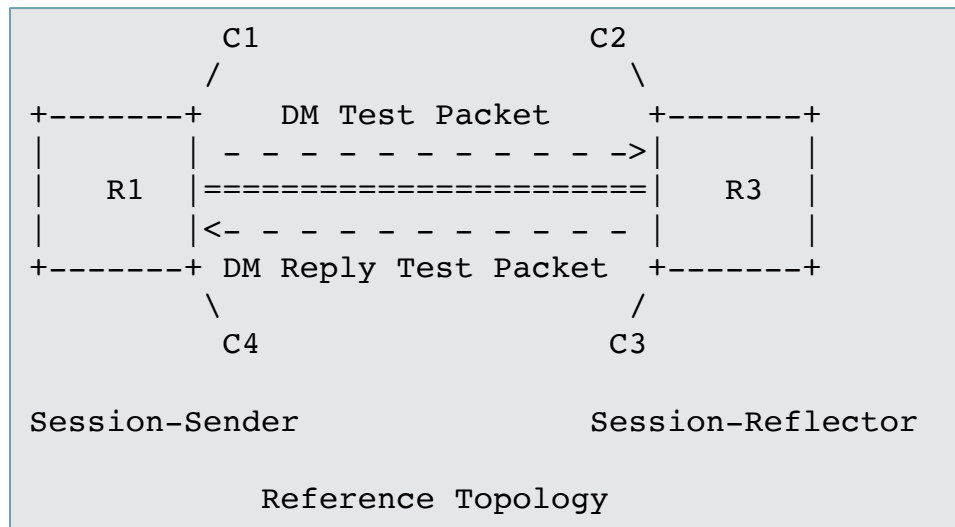 C1 C2
/ \
+-------+ DM Test Packet +-------+
| | - - - - - - - - - - - ->| |
| R1 |=======================| R3 |
| |<- - - - - - - - - - - | |
+-------+ DM Reply Test Packet +-------+
\ /
C4 C3
Session-Sender Session-Reflector
Reference Topology